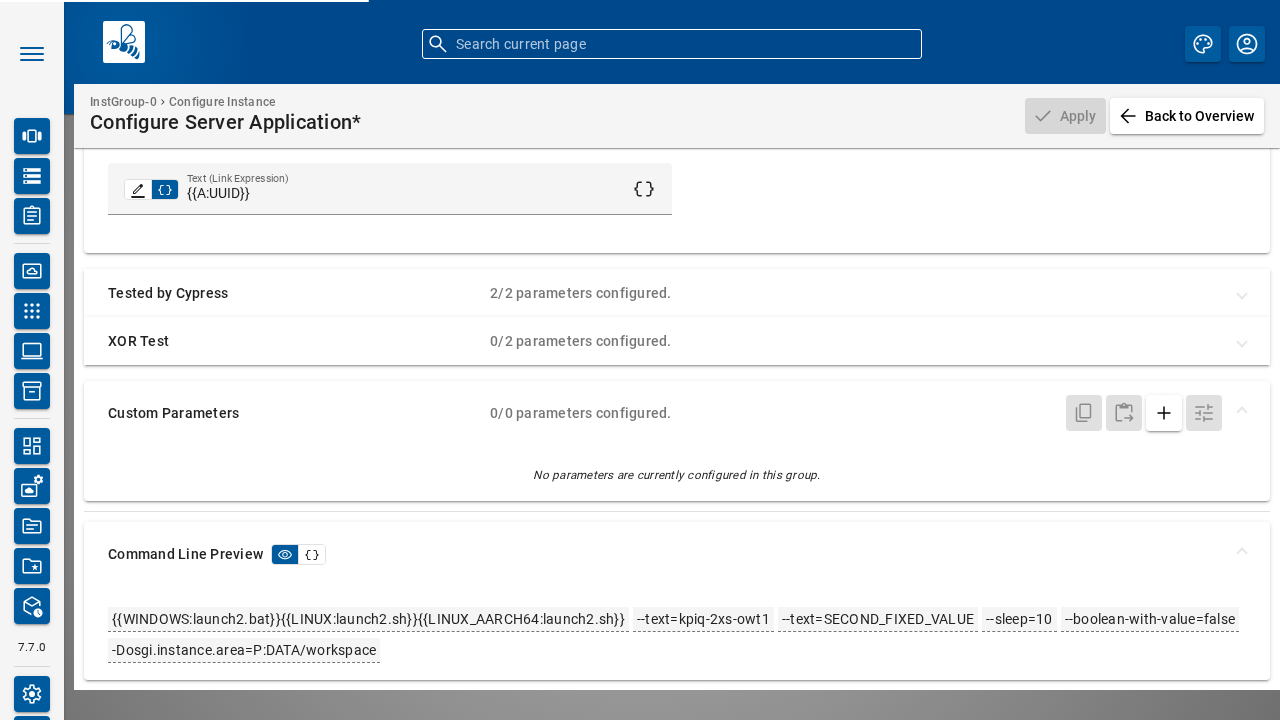 Search current page
InstGroup-0 › Configure Instance
Configure Server Application*
Apply
Back to Overview
Text (Link Expression)
{{A:UUID}}
Tested by Cypress
2/2 parameters configured.
XOR Test
0/2 parameters configured.
Custom Parameters
0/0 parameters configured.
No parameters are currently configured in this group.
Command Line Preview
{{WINDOWS:launch2.bat}}{{LINUX:launch2.sh}}{{LINUX_AARCH64:launch2.sh}} --text=kpiq-2xs-owt1 --text=SECOND_FIXED_VALUE --sleep=10 --boolean-with-value=false
-Dosgi.instance.area=P:DATA/workspace
7.7.0